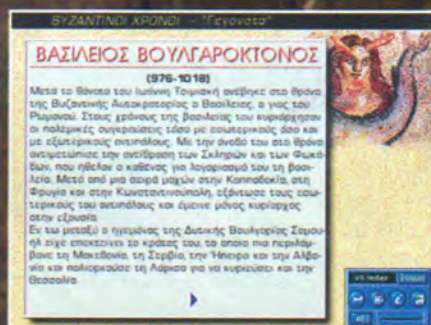 BYZANTINOI XPONOI - "Γεγονότα"
ΒΑΣΙΛΕΙΟΣ ΒΟΥΛΓΑΡΟΚΤΟΝΟΣ
(976-1018)
Μετά το θάνατο του Ιωάννη Τσιμισκή ανέβηκε στο θρόνο
της Βυζαντινής Αυτοκρατορίας ο Βασίλειος, ο γιος του
Ρωμανού. Στους χρόνους της βασιλείας του κυριάρχησαν
οι πολεμικές συγκρούσεις τόσο με εσωτερικούς όσο και
με εξωτερικούς αντιπάλους. Με την άνοδό του στο θρόνο
αντιμετώπισε την αντίδραση των Σκληρών και των Φωκά-
δων, που ήθελαν ο καθένας για λογαριασμό του τη βασι-
λεία. Μετά από μια σειρά μαχών στην Καππαδοκία, στη
Φρυγία και στην Κωνσταντινούπολη, εξόντωσε τους εσω-
τερικούς του αντιπάλους και έμεινε μόνος κυρίαρχος
στην εξουσία.
Εν τω μεταξύ ο ηγεμόνας της Δυτικής Βουλγαρίας Σαμου-
ήλ είχε επεκτείνει το κράτος του, το οποίο πια περιλάμ-
βανε τη Μακεδονία, τη Σερβία, την Ήπειρο και την Αλβα-
νία και πολιορκούσε τη Λάρισα για να κυριεύσει και την
Θεσσαλία